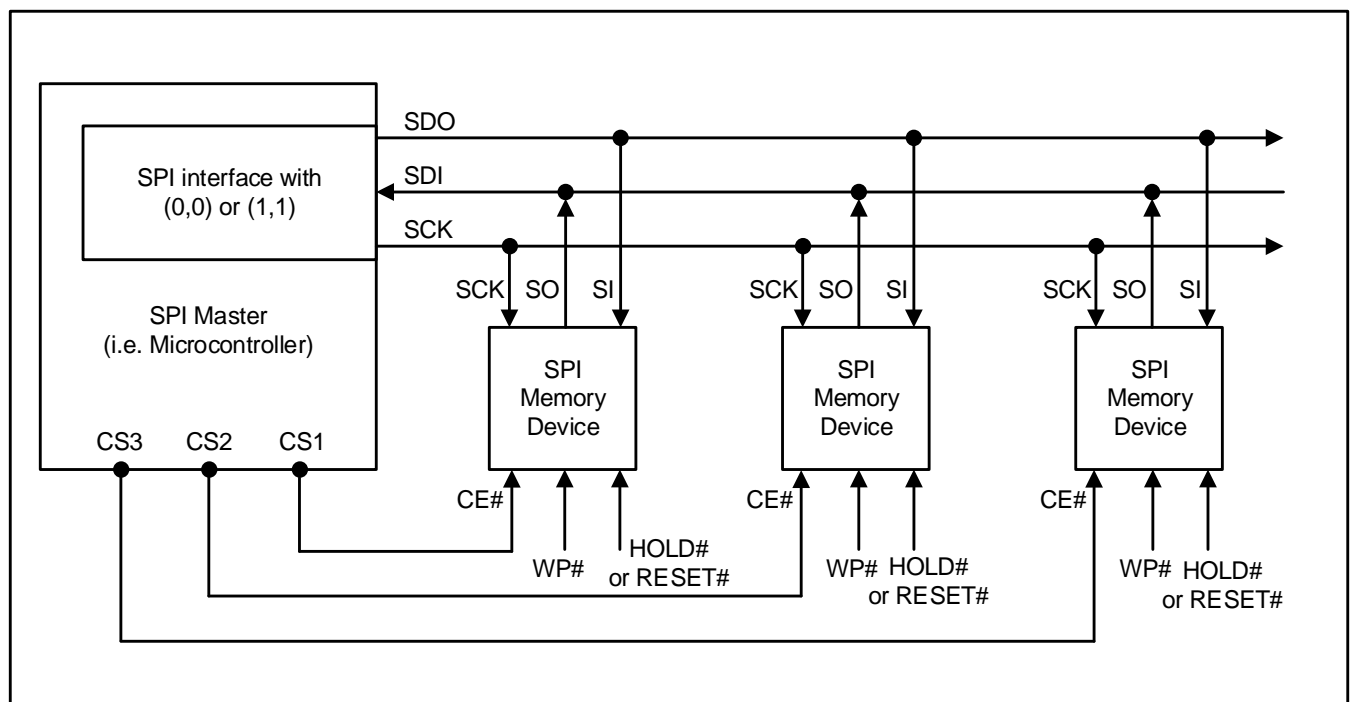 SDO
SPI interface with
(0,0) or (1,1)
SDI
SCK
SPI Master
(i.e. Microcontroller)
CS3 CS2 CS1
SCK SO SI
SPI
Memory
Device
CE#
WP#
HOLD#
or RESET#
SCK SO SI
SPI
Memory
Device
CE#
WP#
HOLD#
or RESET#
SCK SO SI
SPI
Memory
Device
CE#
WP#
HOLD#
or RESET#